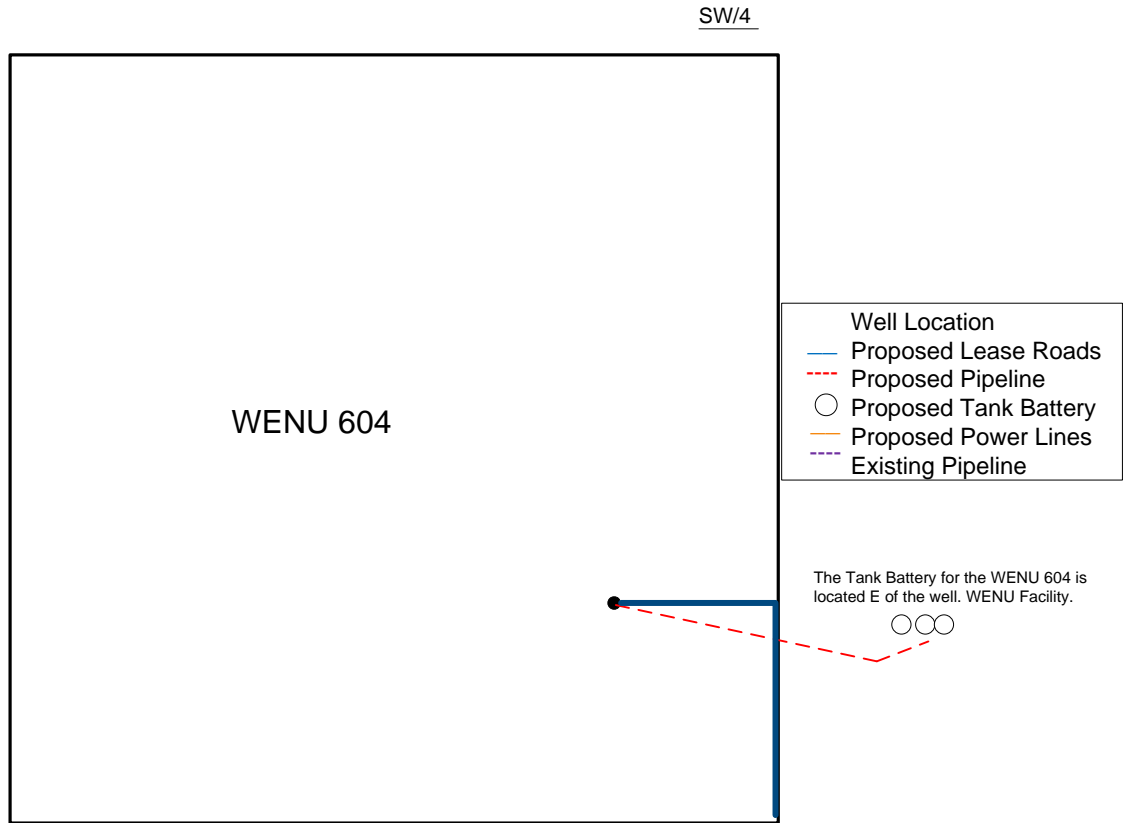 SW/4
WENU 604
Well Location
Proposed Lease Roads
Proposed Pipeline
Proposed Tank Battery
Proposed Power Lines
Existing Pipeline
The Tank Battery for the WENU 604 is
located E of the well. WENU Facility.